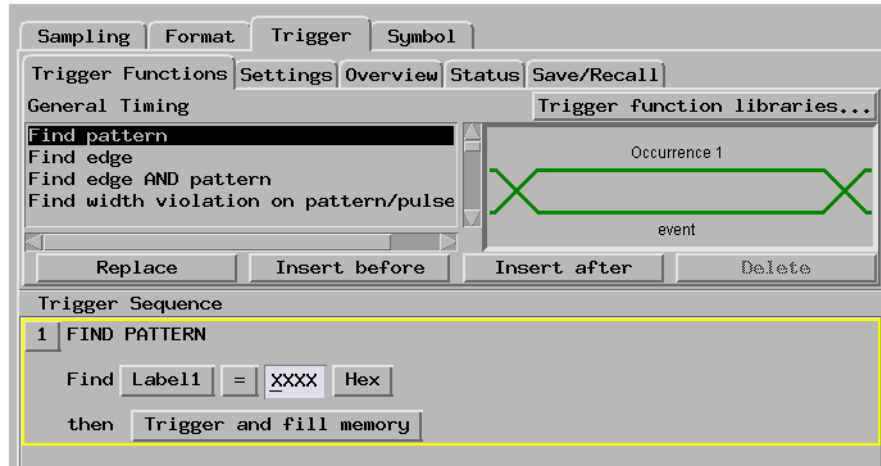 Sampling Format Trigger Symbol
Trigger Functions Settings Overview Status Save/Recall
General Timing Trigger function libraries...
Find pattern
Find edge
Find edge AND pattern
Find width violation on pattern/pulse
Occurrence 1
event
Replace Insert before Insert after Delete
Trigger Sequence
1 FIND PATTERN
Find Label1 = XXXX Hex
then Trigger and fill memory